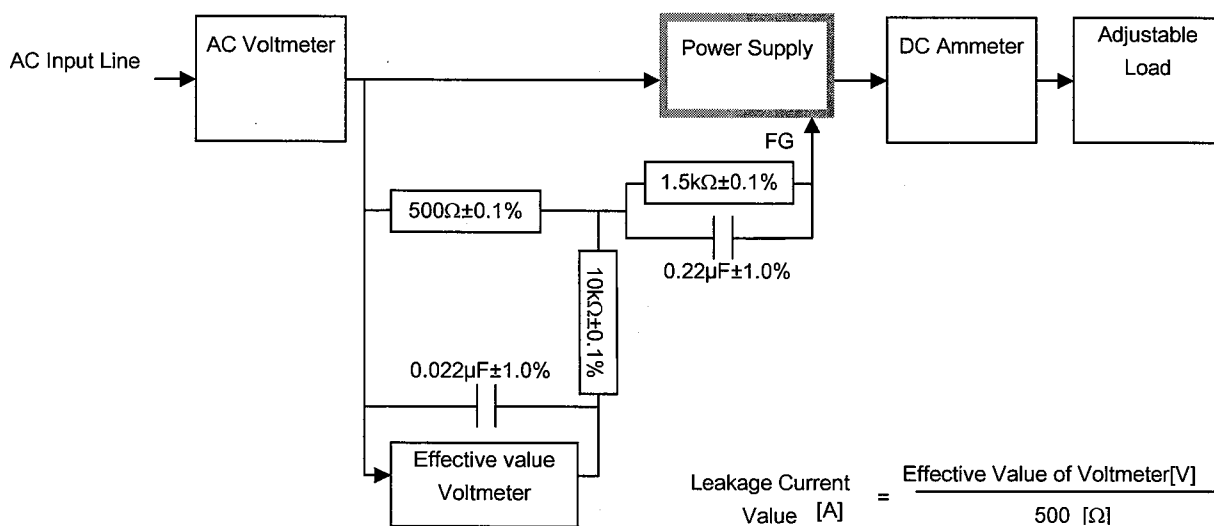 AC Input Line
AC Voltmeter
Power Supply
DC Ammeter
Adjustable
Load
FG
500Ω±0.1%
1.5kΩ±0.1%
0.22µF±1.0%
10kΩ±0.1%
0.022µF±1.0%
Effective value
Voltmeter
Leakage Current
Value [A]
=
Effective Value of Voltmeter[V]
500 [Ω]